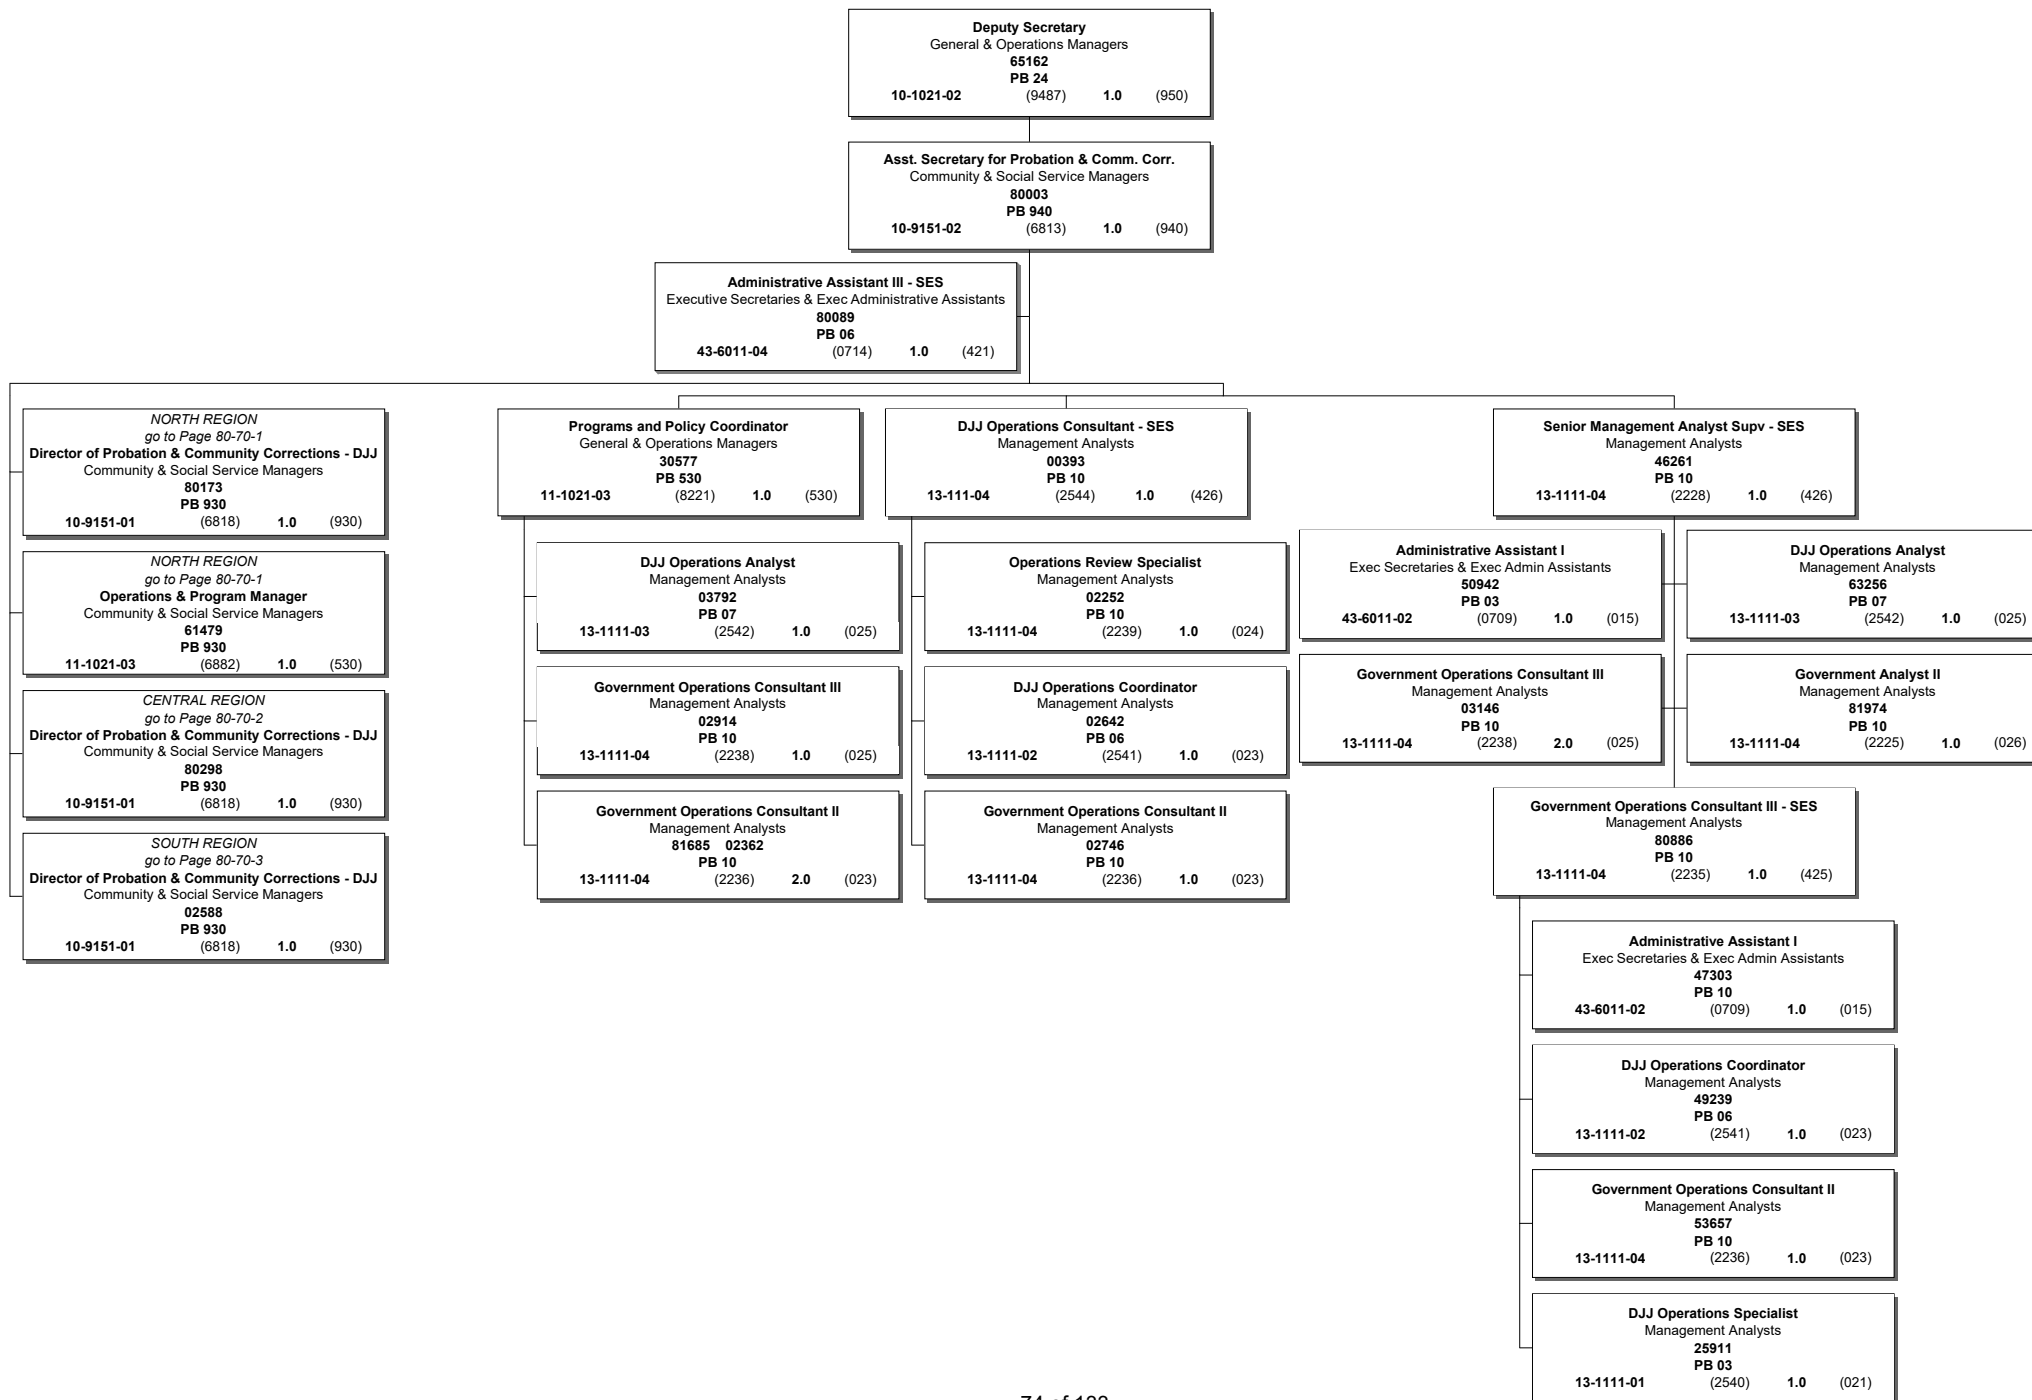 Deputy Secretary
General & Operations Managers
65162
PB 24
10-1021-02 (9487) 1.0 (950)
Asst. Secretary for Probation & Comm. Corr.
Community & Social Service Managers
80003
PB 940
10-9151-02 (6813) 1.0 (940)
Administrative Assistant III - SES
Executive Secretaries & Exec Administrative Assistants
80089
PB 06
43-6011-04 (0714) 1.0 (421)
NORTH REGION
go to Page 80-70-1
Director of Probation & Community Corrections - DJJ
Community & Social Service Managers
80173
PB 930
10-9151-01 (6818) 1.0 (930)
NORTH REGION
go to Page 80-70-1
Operations & Program Manager
Community & Social Service Managers
61479
PB 930
11-1021-03 (6882) 1.0 (530)
CENTRAL REGION
go to Page 80-70-2
Director of Probation & Community Corrections - DJJ
Community & Social Service Managers
80298
PB 930
10-9151-01 (6818) 1.0 (930)
SOUTH REGION
go to Page 80-70-3
Director of Probation & Community Corrections - DJJ
Community & Social Service Managers
02588
PB 930
10-9151-01 (6818) 1.0 (930)
Programs and Policy Coordinator
General & Operations Managers
30577
PB 530
11-1021-03 (8221) 1.0 (530)
DJJ Operations Analyst
Management Analysts
03792
PB 07
13-1111-03 (2542) 1.0 (025)
Government Operations Consultant III
Management Analysts
02914
PB 10
13-1111-04 (2238) 1.0 (025)
Government Operations Consultant II
Management Analysts
81685 02362
PB 10
13-1111-04 (2236) 2.0 (023)
DJJ Operations Consultant - SES
Management Analysts
00393
PB 10
13-111-04 (2544) 1.0 (426)
Operations Review Specialist
Management Analysts
02252
PB 10
13-1111-04 (2239) 1.0 (024)
DJJ Operations Coordinator
Management Analysts
02642
PB 06
13-1111-02 (2541) 1.0 (023)
Government Operations Consultant II
Management Analysts
02746
PB 10
13-1111-04 (2236) 1.0 (023)
Senior Management Analyst Supv - SES
Management Analysts
46261
PB 10
13-1111-04 (2228) 1.0 (426)
Administrative Assistant I
Exec Secretaries & Exec Admin Assistants
50942
PB 03
43-6011-02 (0709) 1.0 (015)
DJJ Operations Analyst
Management Analysts
63256
PB 07
13-1111-03 (2542) 1.0 (025)
Government Operations Consultant III
Management Analysts
03146
PB 10
13-1111-04 (2238) 2.0 (025)
Government Analyst II
Management Analysts
81974
PB 10
13-1111-04 (2225) 1.0 (026)
Government Operations Consultant III - SES
Management Analysts
80886
PB 10
13-1111-04 (2235) 1.0 (425)
Administrative Assistant I
Exec Secretaries & Exec Admin Assistants
47303
PB 10
43-6011-02 (0709) 1.0 (015)
DJJ Operations Coordinator
Management Analysts
49239
PB 06
13-1111-02 (2541) 1.0 (023)
Government Operations Consultant II
Management Analysts
53657
PB 10
13-1111-04 (2236) 1.0 (023)
DJJ Operations Specialist
Management Analysts
25911
PB 03
13-1111-01 (2540) 1.0 (021)
74 of